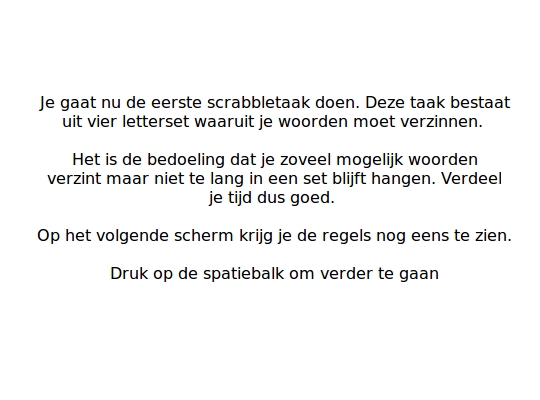 Je gaat nu de eerste scrabbletaak doen. Deze taak bestaat
uit vier letterset waaruit je woorden moet verzinnen.
Het is de bedoeling dat je zoveel mogelijk woorden
verzint maar niet te lang in een set blijft hangen. Verdeel
je tijd dus goed.
Op het volgende scherm krijg je de regels nog eens te zien.
Druk op de spatiebalk om verder te gaan